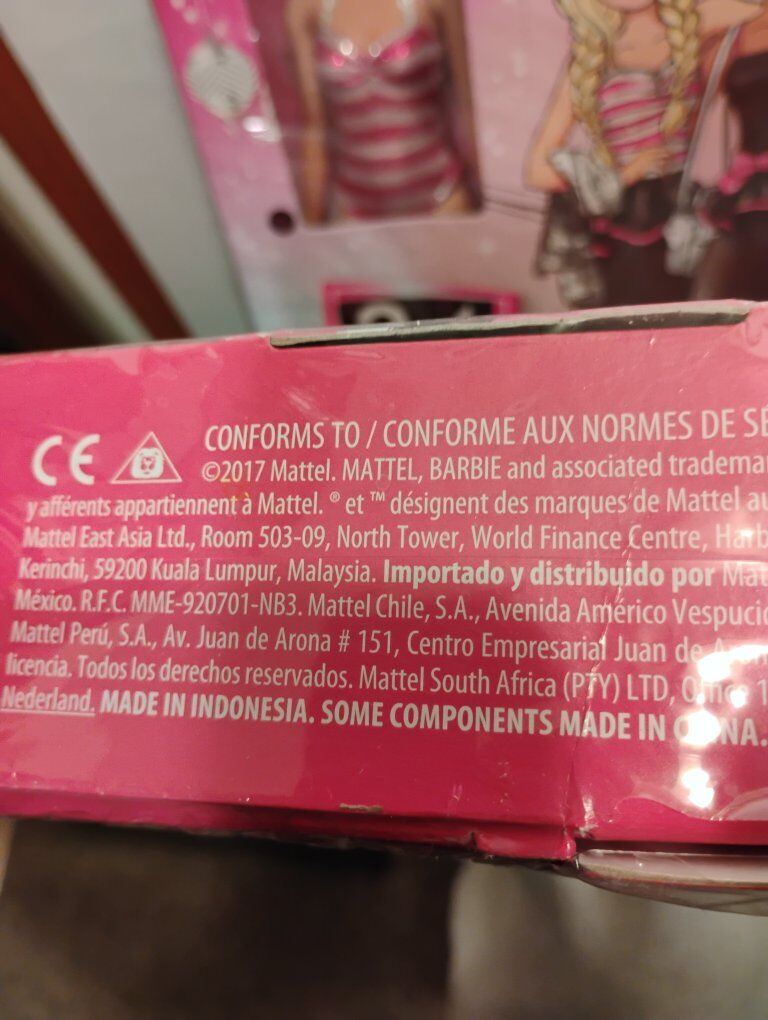 CE
CONFORMS TO / CONFORME AUX NORMES DE SÉ
©2017 Mattel. MATTEL, BARBIE and associated tradema
y afférents appartiennent à Mattel. ® et ™ désignent des marques de Mattel au
Mattel East Asia Ltd., Room 503-09, North Tower, World Finance Centre, Harb
Kerinchi, 59200 Kuala Lumpur, Malaysia. Importado y distribuido por Mat
México. R.F.C. MME-920701-NB3. Mattel Chile, S.A., Avenida Américo Vespucio
Mattel Perú, S.A., Av. Juan de Arona # 151, Centro Empresarial Juan de
licencia. Todos los derechos reservados. Mattel South Africa (PTY) LTD,
Nederland. MADE IN INDONESIA. SOME COMPONENTS MADE IN CHINA.